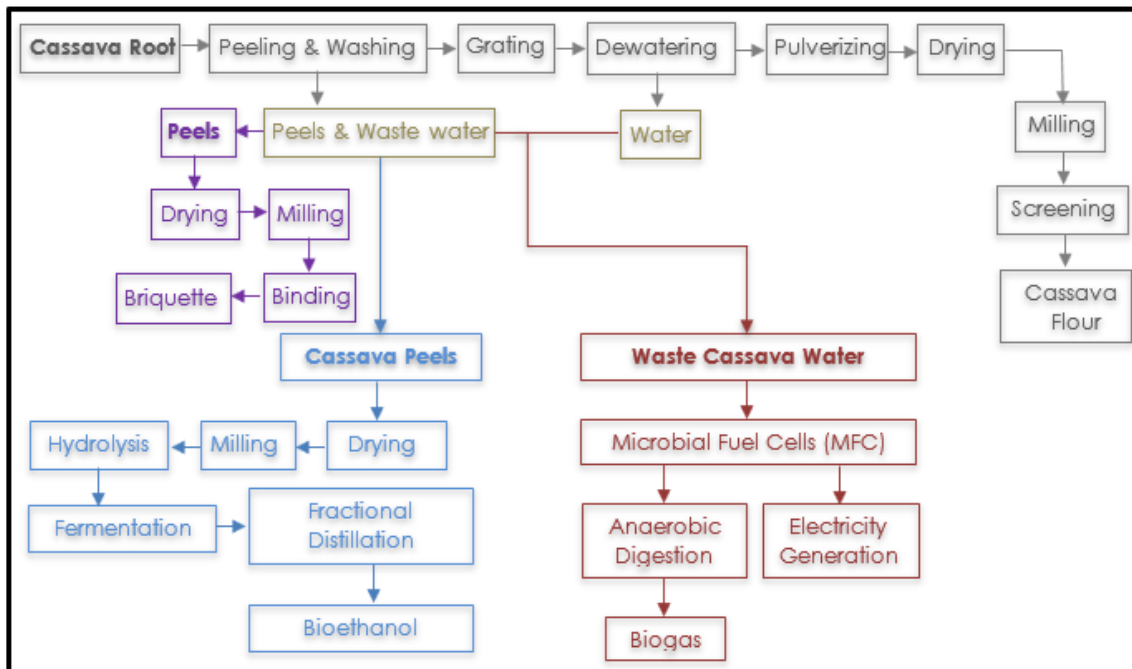 Cassava Root
Peeling & Washing
Grating
Dewatering
Pulverizing
Drying
Peels
Peels & Waste water
Water
Milling
Drying
Milling
Screening
Briquette
Binding
Cassava
Flour
Cassava Peels
Waste Cassava Water
Hydrolysis
Milling
Drying
Microbial Fuel Cells (MFC)
Fermentation
Fractional
Distillation
Anaerobic
Digestion
Electricity
Generation
Bioethanol
Biogas